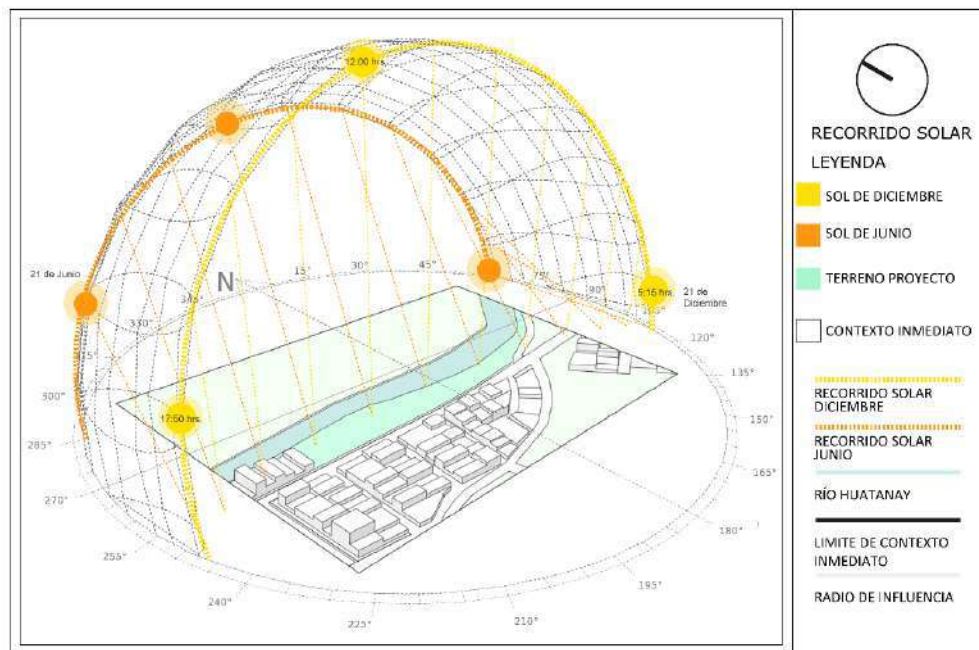 12:00 hrs.
21 de Junio
N
15°
30°
45°
75°
90°
105°
5:15 hrs.
21 de
Diciembre
120°
135°
150°
165°
180°
195°
210°
225°
240°
255°
270°
285°
300°
315°
330°
345°
17:50 hrs.
RECORRIDO SOLAR
LEYENDA
SOL DE DICIEMBRE
SOL DE JUNIO
TERRENO PROYECTO
CONTEXTO INMEDIATO
RECORRIDO SOLAR
DICIEMBRE
RECORRIDO SOLAR
JUNIO
RÍO HUATANAY
LIMITE DE CONTEXTO
INMEDIATO
RADIO DE INFLUENCIA